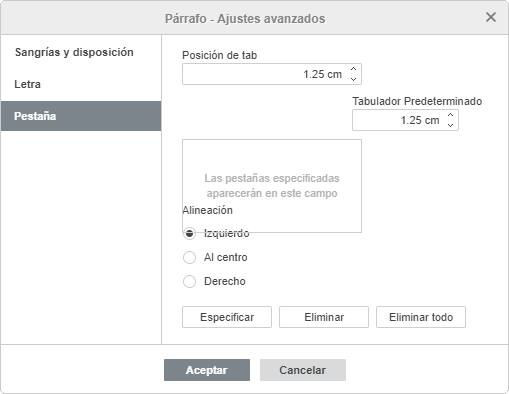 Párrafo - Ajustes avanzados
Sangrías y disposición
Letra
Pestaña
Posición de tab
1.25 cm
Tabulador Predeterminado
1.25 cm
Las pestañas especificadas
aparecerán en este campo
Alineación
Izquierdo
Al centro
Derecho
Especificar
Eliminar
Eliminar todo
Aceptar
Cancelar